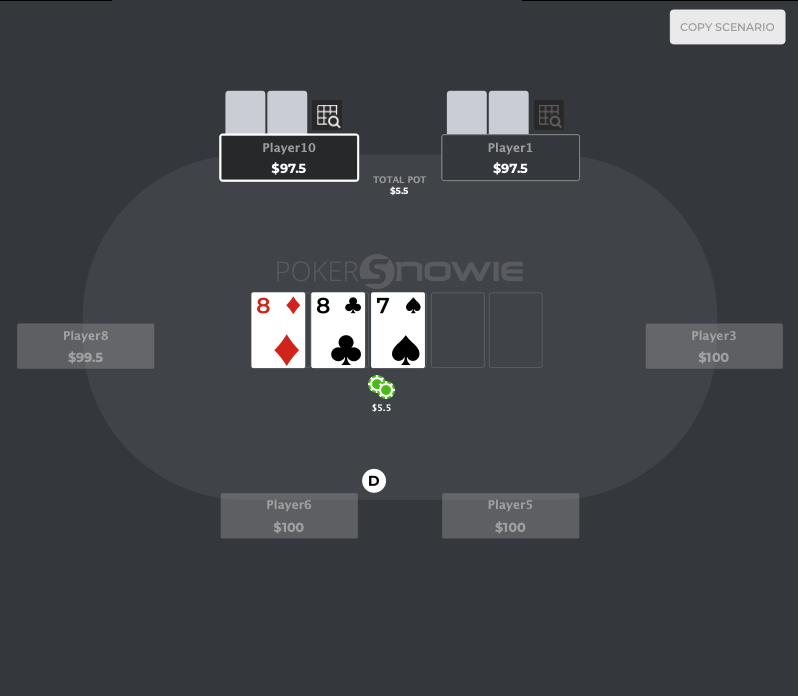 COPY SCENARIO
Player10
$97.5
Player1
$97.5
TOTAL POT
$5.5
POKER SNOWIE
8 8 7
$5.5
Player8
$99.5
Player3
$100
D
Player6
$100
Player5
$100